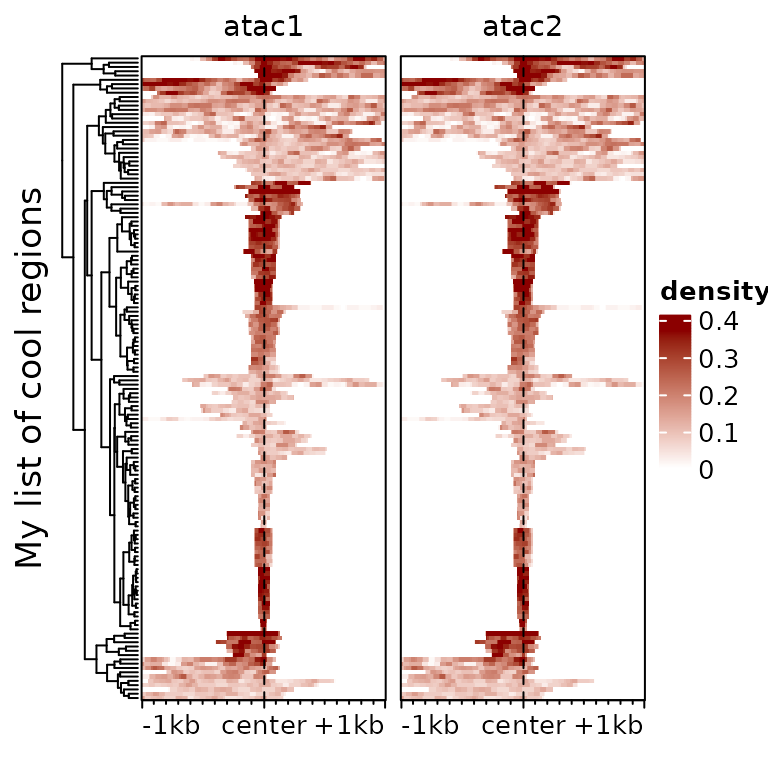 atac1 atac2
My list of cool regions
density
0.4
0.3
0.2
0.1
0
-1kb center +1kb -1kb center +1kb